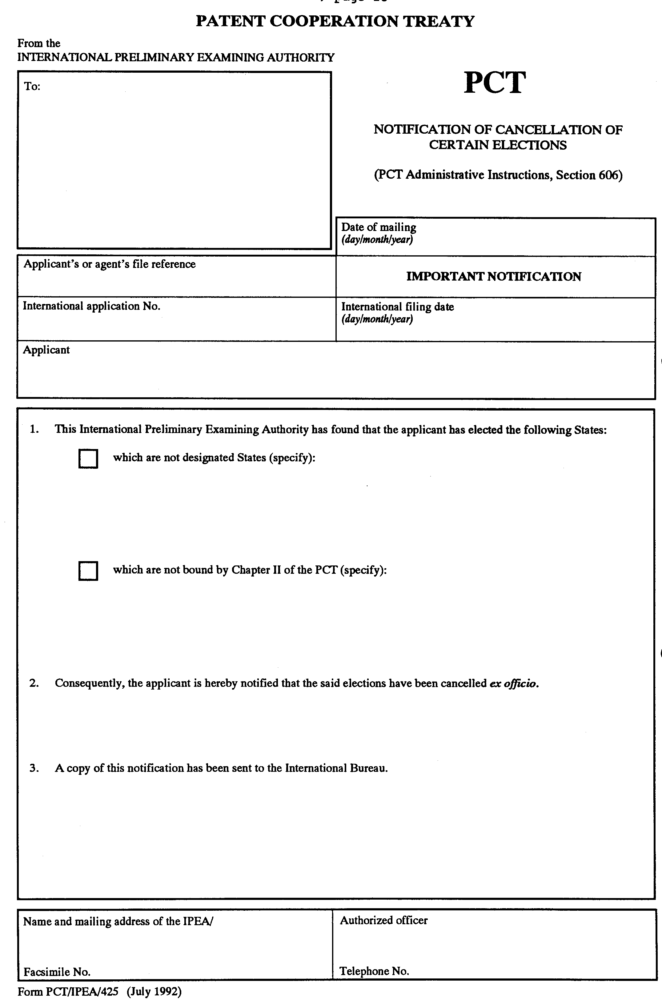 PATENT COOPERATION TREATY
From the
INTERNATIONAL PRELIMINARY EXAMINING AUTHORITY
To:
PCT
NOTIFICATION OF CANCELLATION OF
CERTAIN ELECTIONS
(PCT Administrative Instructions, Section 606)
Date of mailing
(day/month/year)
Applicant's or agent's file reference
IMPORTANT NOTIFICATION
International application No.
International filing date
(day/month/year)
Applicant
1. This International Preliminary Examining Authority has found that the applicant has elected the following States:
which are not designated States (specify):
which are not bound by Chapter II of the PCT (specify):
2. Consequently, the applicant is hereby notified that the said elections have been cancelled ex officio.
3. A copy of this notification has been sent to the International Bureau.
Name and mailing address of the IPEA/
Authorized officer
Facsimile No.
Telephone No.
Form PCT/IPEA/425 (July 1992)